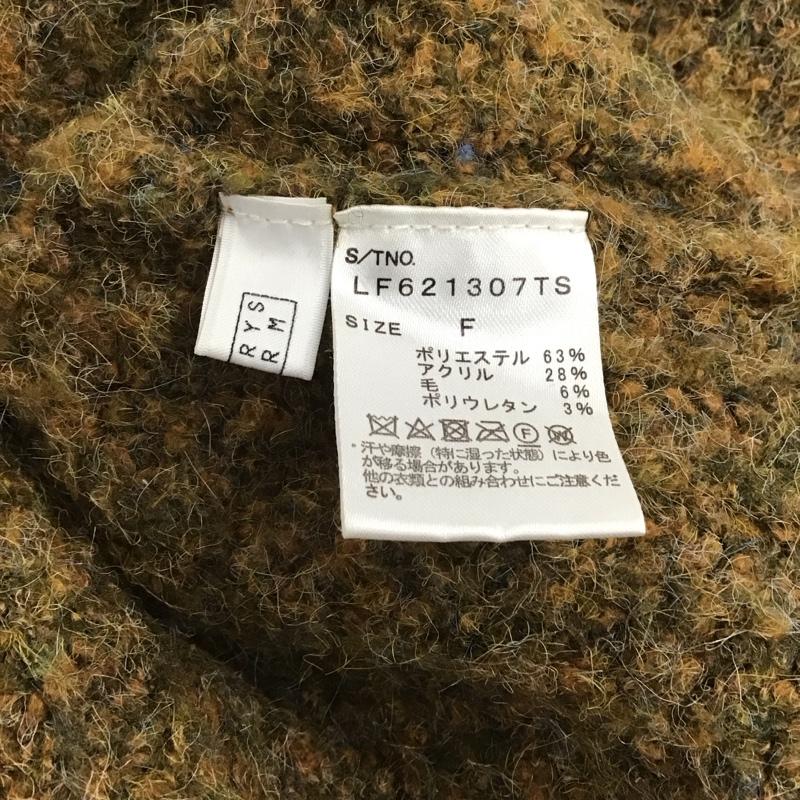 S/TNO.
LF621307TS
SIZE F
ポリエステル 63%
アクリル 28%
毛 6%
ポリウレタン 3%
F
W
*汗や摩擦(特に湿った状態)により色
が移る場合があります。
他の衣類との組み合わせにご注意くだ
さい。
RYS
RM